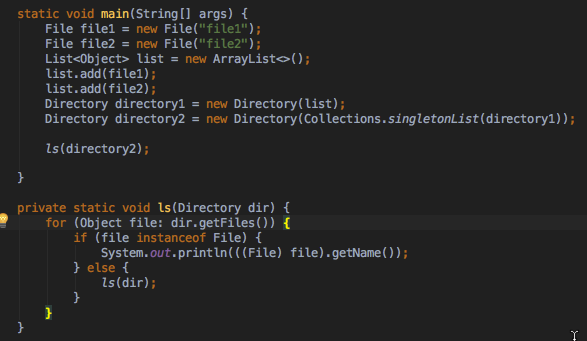 static void main(String[] args) {
    File file1 = new File("file1");
    File file2 = new File("file2");
    List<Object> list = new ArrayList<>();
    list.add(file1);
    list.add(file2);
    Directory directory1 = new Directory(list);
    Directory directory2 = new Directory(Collections.singletonList(directory1));

    ls(directory2);

}

private static void ls(Directory dir) {
    for (Object file: dir.getFiles()) {
        if (file instanceof File) {
            System.out.println(((File) file).getName());
        } else {
            ls(dir);
        }
    }
}